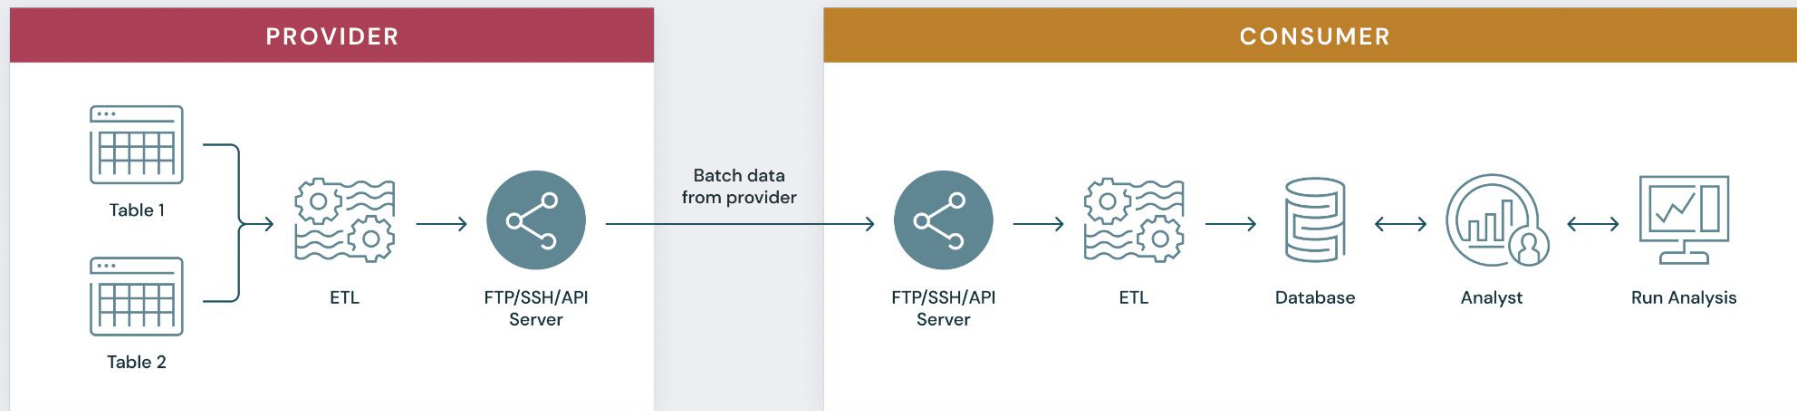 PROVIDER
Table 1
Table 2
ETL
FTP/SSH/API
Server
Batch data
from provider
CONSUMER
FTP/SSH/API
Server
ETL
Database
Analyst
Run Analysis